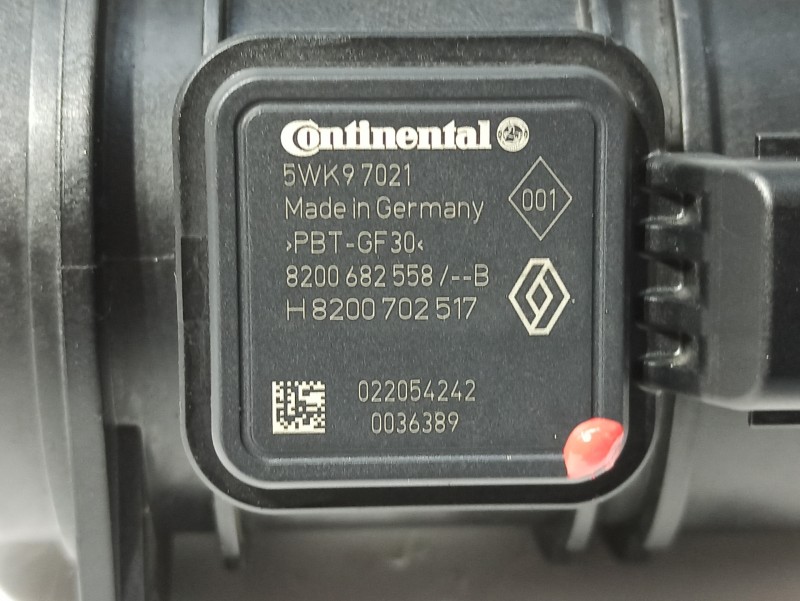 Continental
5WK9 7021
Made in Germany
001
›PBT-GF30‹
8200 682 558 /--B
H 8200 702 517
022054242
0036389